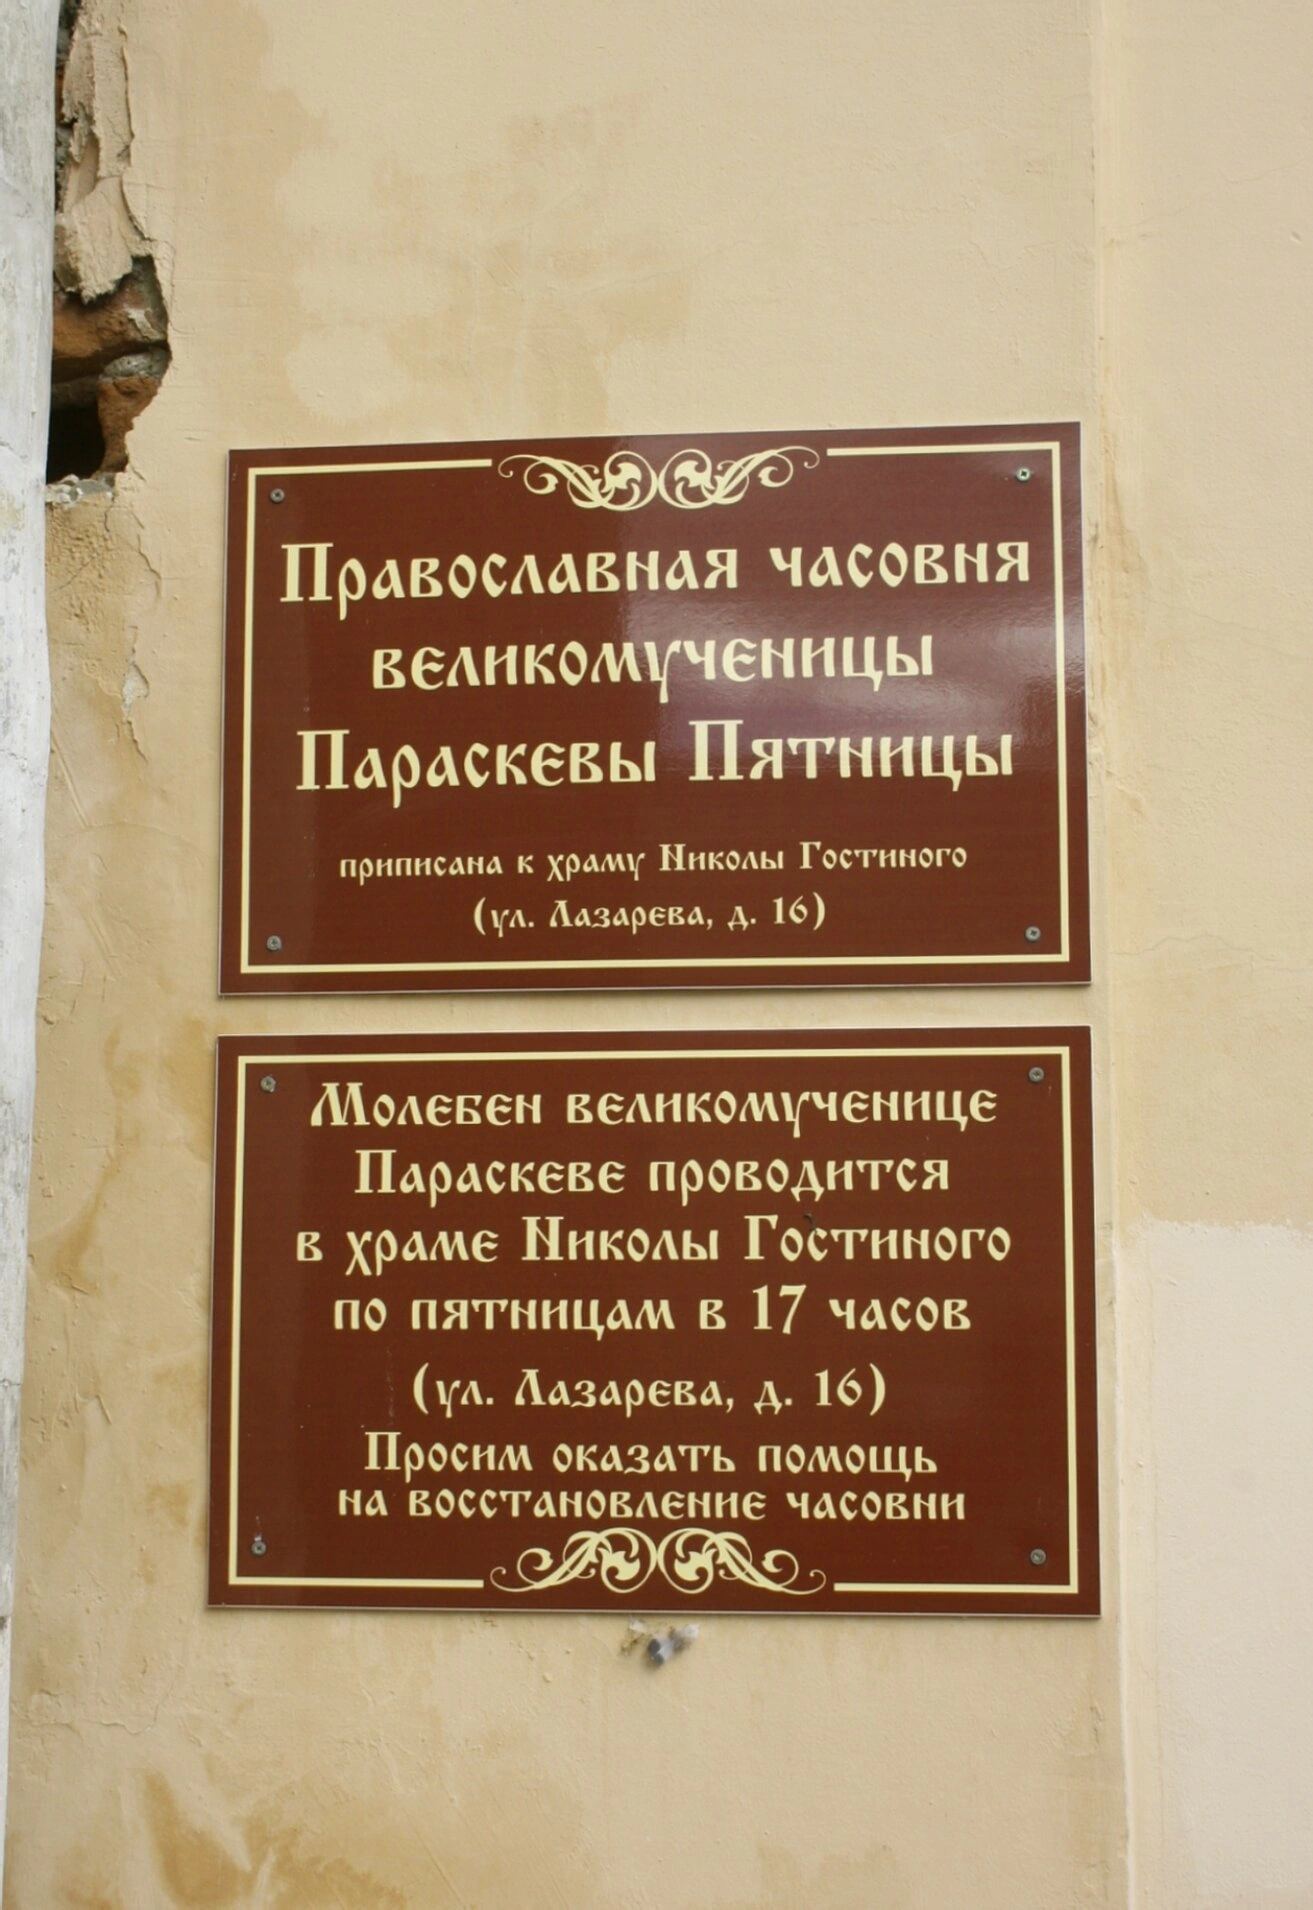 Православная часовня
великомученицы
Параскевы Пятницы
приписана к храму Николы Гостиного
(ул. Лазарева, д. 16)
Молебен великомученице
Параскеве проводится
в храме Николы Гостиного
по пятницам в 17 часов
(ул. Лазарева, д. 16)
Просим оказать помощь
на восстановление часовни